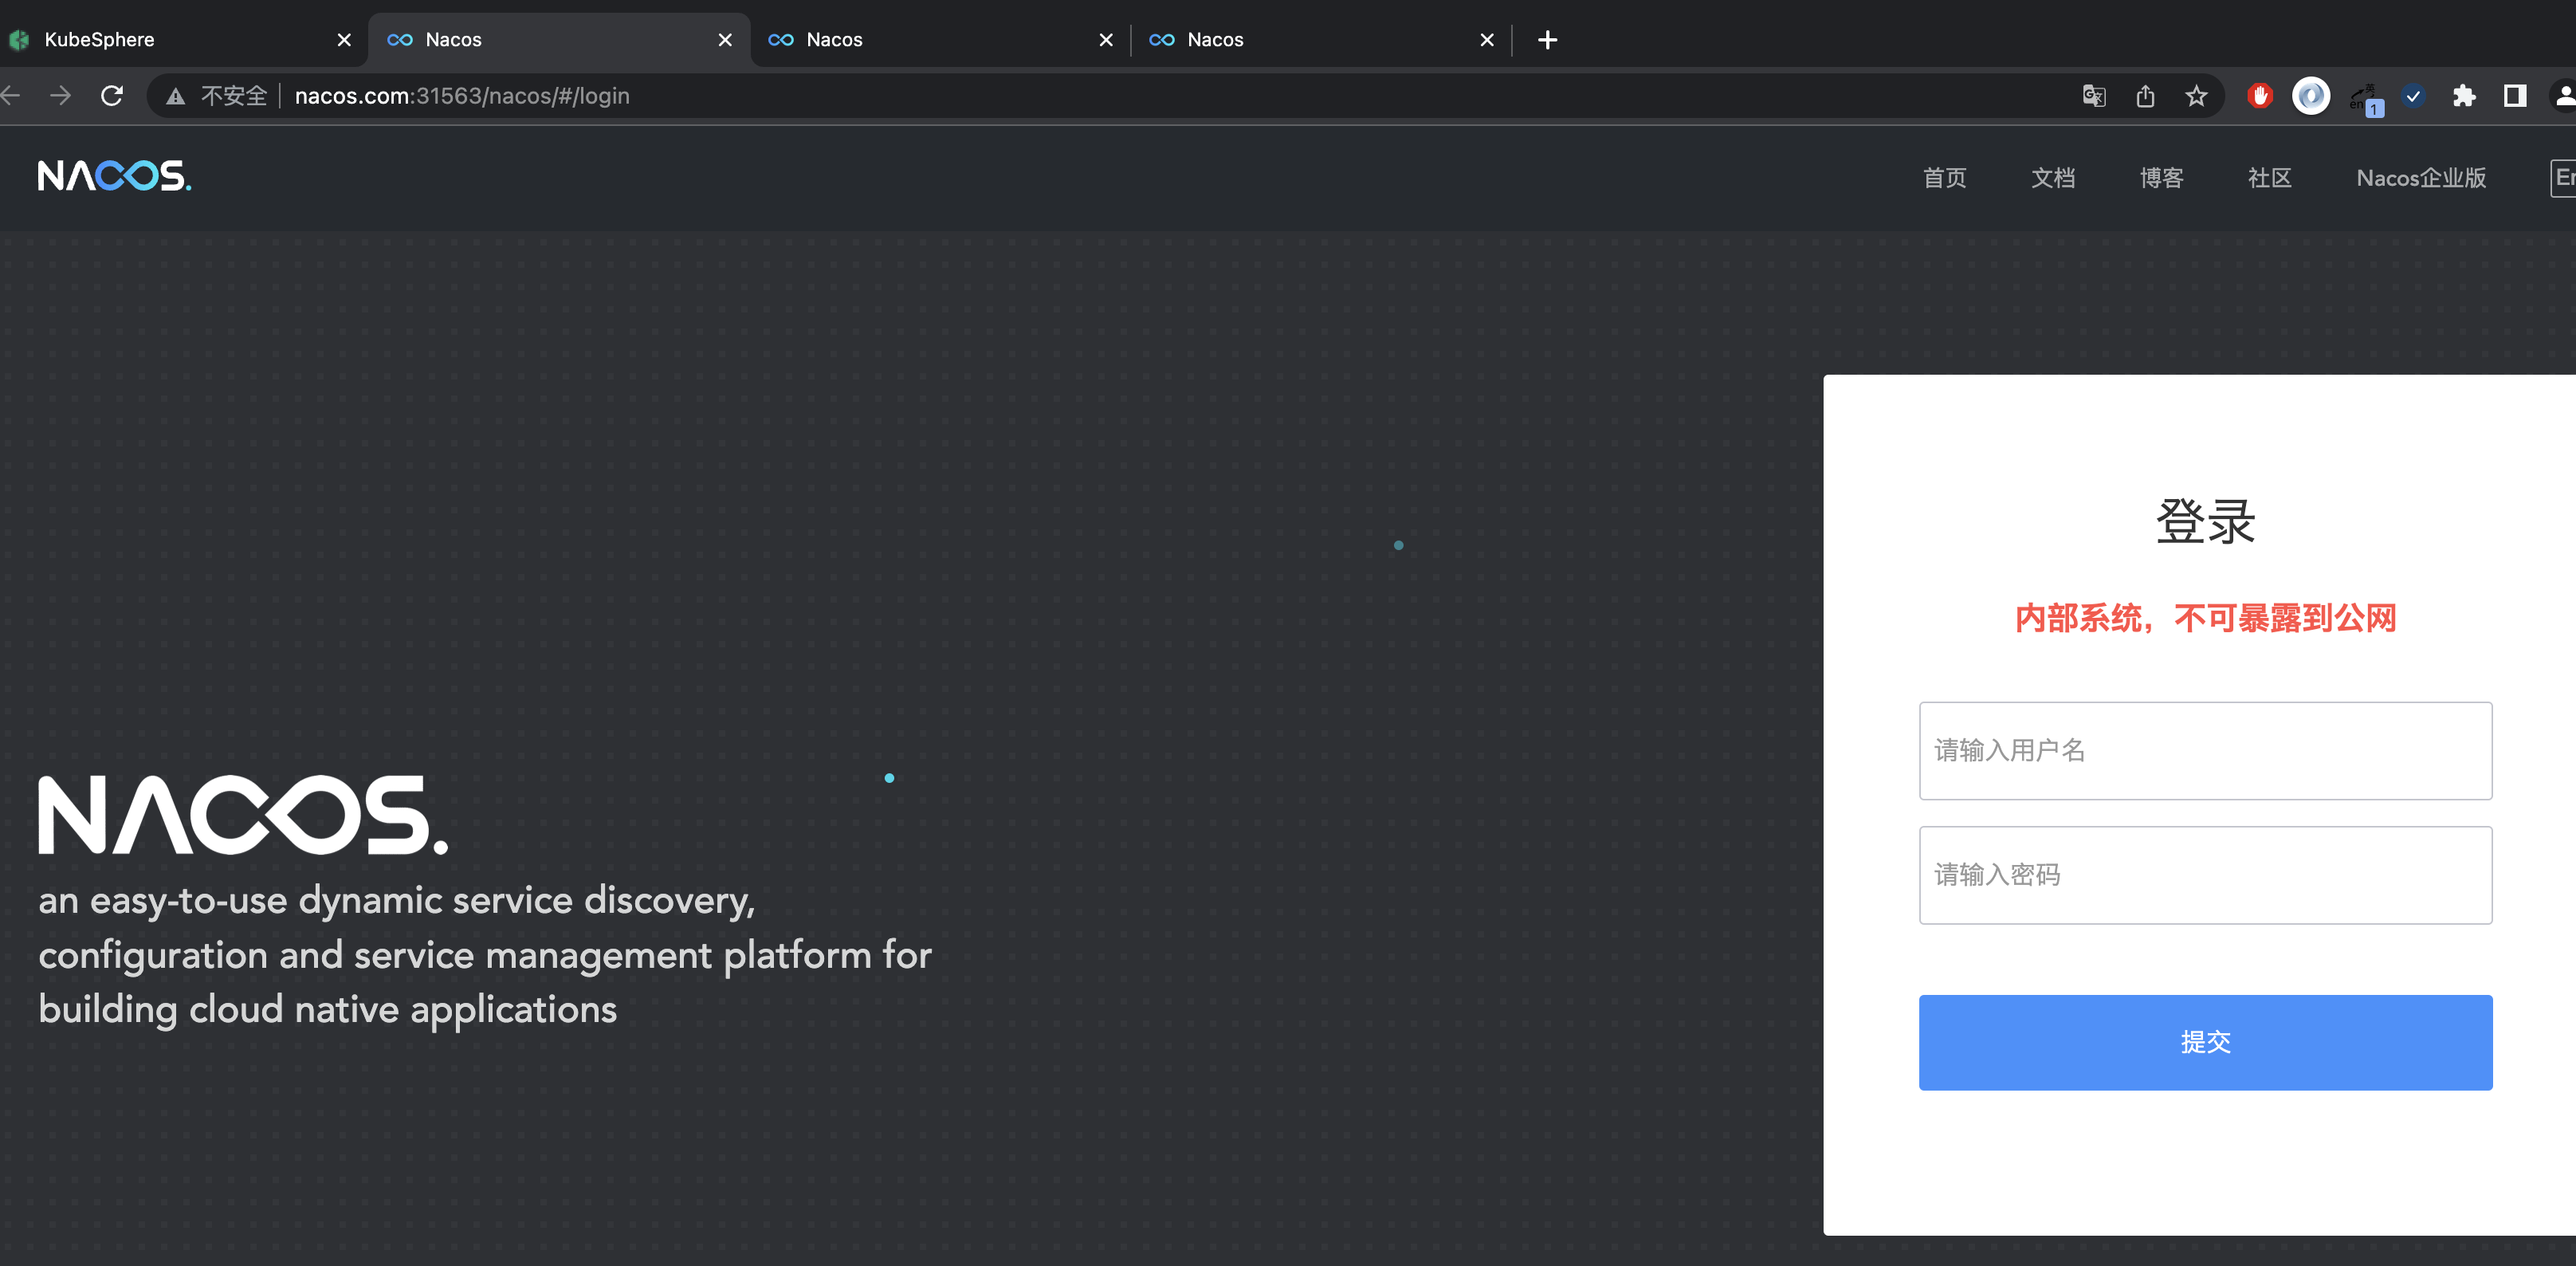 KubeSphere
Nacos
Nacos
Nacos
不安全
nacos.com:31563/nacos/#/login
英
en
1
NACOS.
首页
文档
博客
社区
Nacos企业版
登录
内部系统，不可暴露到公网
请输入用户名
请输入密码
提交
NACOS.
an easy-to-use dynamic service discovery,
configuration and service management platform for
building cloud native applications